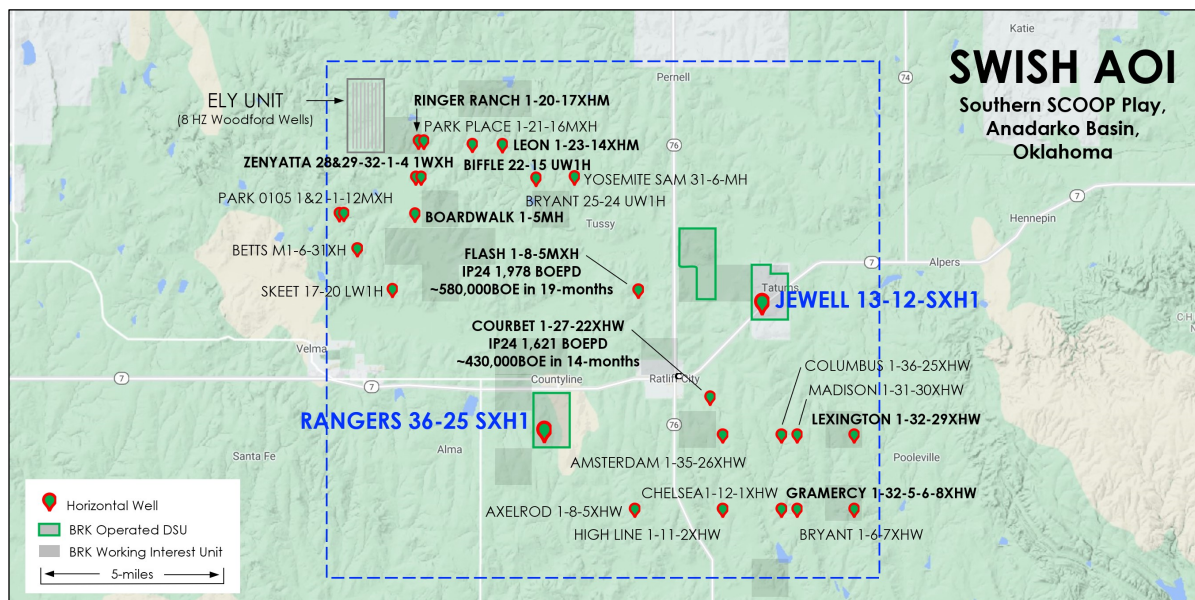 Katie
SWISH AOI
Southern SCOOP Play,
Anadarko Basin,
Oklahoma
Pernell
74
ELY UNIT
(8 HZ Woodford Wells)
RINGER RANCH 1-20-17XHM
PARK PLACE 1-21-16MXH
LEON 1-23-14XHM
76
ZENYATTA 28&29-32-1-4 1WXH
BIFFLE 22-15 UW1H
YOSEMITE SAM 31-6-MH
PARK 0105 1&2 -1-12MXH
BRYANT 25-24 UW1H
7
BOARDWALK 1-5MH
Tussy
Hennepin
BETTS M1-6-31XH
FLASH 1-8-5MXH
IP24 1,978 BOEPD
~580,000BOE in 19-months
7
Alpers
SKEET 17-20 LW1H
Tatums
JEWELL 13-12-SXH1
COURBET 1-27-22XHW
IP24 1,621 BOEPD
~430,000BOE in 14-months
Velma
7
7
Countyline
Ratliff City
COLUMBUS 1-36-25XHW
MADISON 1-31-30XHW
RANGERS 36-25 SXH1
LEXINGTON 1-32-29XHW
76
Santa Fe
Alma
AMSTERDAM 1-35-26XHW
Pooleville
CHELSEA1-12-1XHW
GRAMERCY 1-32-5-6-8XHW
AXELROD 1-8-5XHW
HIGH LINE 1-11-2XHW
BRYANT 1-6-7XHW
Horizontal Well
BRK Operated DSU
BRK Working Interest Unit
5-miles